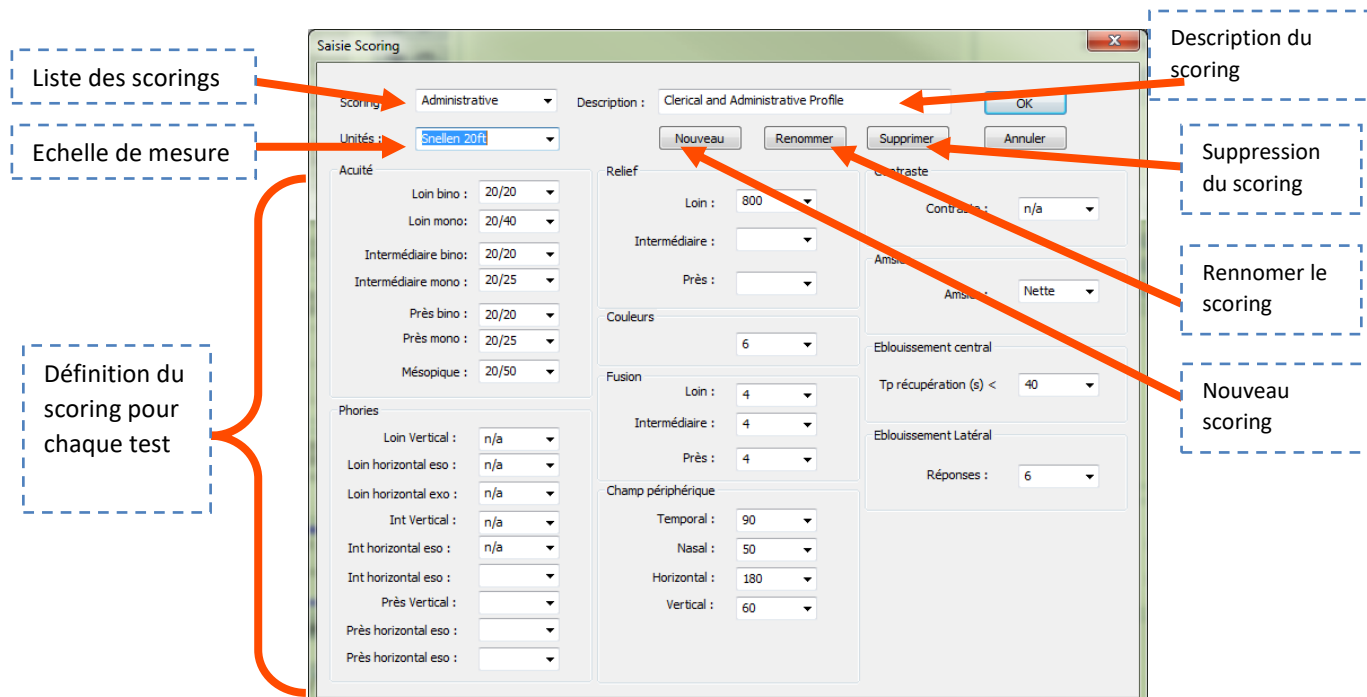 Saisie Scoring
Liste des scorings
Echelle de mesure
Définition du
scoring pour
chaque test
Description du
scoring
Suppression
du scoring
Rennomer le
scoring
Nouveau
scoring
Scoring
Administrative
Description :
Clerical and Administrative Profile
OK
Unités :
Snellen 20ft
Nouveau
Renommer
Supprimer
Annuler
Acuité
Loin bino : 20/20
Loin mono: 20/40
Intermédiaire bino: 20/20
Intermédiaire mono : 20/25
Près bino : 20/20
Près mono : 20/25
Mésopique : 20/50
Phories
Loin Vertical : n/a
Loin horizontal eso : n/a
Loin horizontal exo : n/a
Int Vertical : n/a
Int horizontal eso : n/a
Int horizontal eso :
Près Vertical :
Près horizontal eso :
Près horizontal eso :
Relief
Loin : 800
Intermédiaire :
Près :
Couleurs
6
Fusion
Loin : 4
Intermédiaire : 4
Près : 4
Champ périphérique
Temporal : 90
Nasal : 50
Horizontal : 180
Vertical : 60
Contraste
Contraste : n/a
Nette
Eblouissement central
Tp récupération (s) < 40
Eblouissement Latéral
Réponses : 6